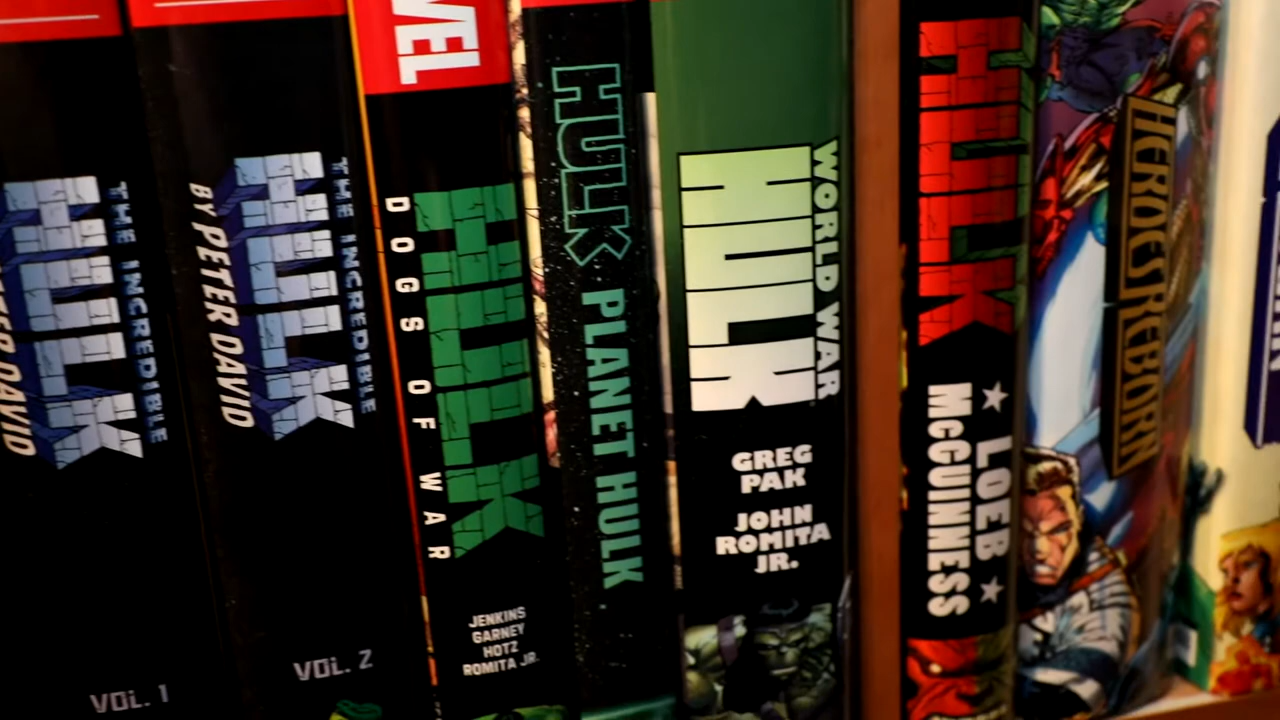 THE INCREDIBLE
HULK
PETER DAVID
VOL. 1
THE INCREDIBLE
HULK
BY PETER DAVID
VOL. 2
VEL
HULK
DOGS OF WAR
JENKINS
GARNEY
HOTZ
ROMITA JR.
HULK PLANET HULK
WORLD WAR
HULK
GREG
PAK
JOHN
ROMITA
JR.
HULK
★ LOEB ★
McGUINNESS
HEROES REBORN